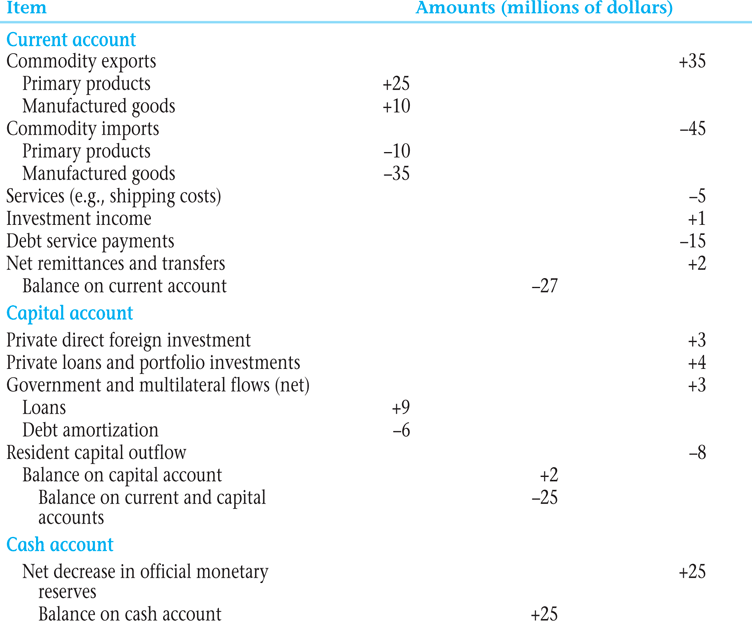 Item Amounts (millions of dollars)
Current account
Commodity exports +35
Primary products +25
Manufactured goods +10
Commodity imports –45
Primary products –10
Manufactured goods –35
Services (e.g., shipping costs) –5
Investment income +1
Debt service payments –15
Net remittances and transfers +2
Balance on current account –27
Capital account
Private direct foreign investment +3
Private loans and portfolio investments +4
Government and multilateral flows (net) +3
Loans +9
Debt amortization –6
Resident capital outflow –8
Balance on capital account +2
Balance on current and capital –25
accounts
Cash account
Net decrease in official monetary +25
reserves
Balance on cash account +25